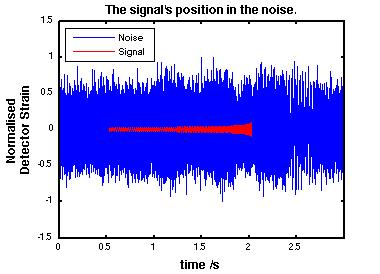 The signal's position in the noise.
1.5
1
0.5
0
-0.5
-1
-1.5
Normalised
Detector Strain
Noise
Signal
0
0.5
1
1.5
2
2.5
time /s